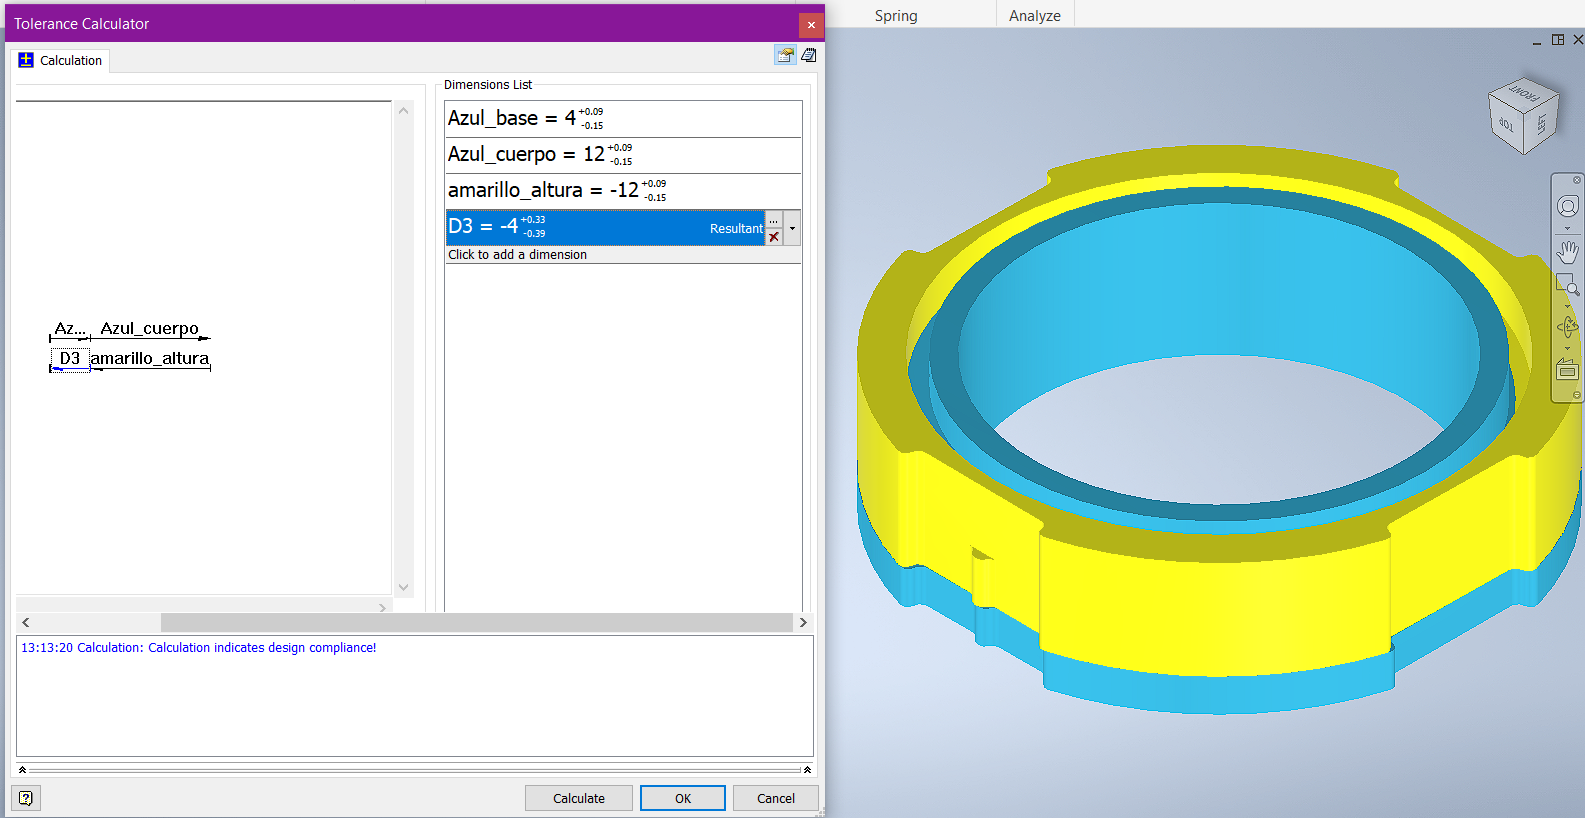 Tolerance Calculator
Spring
Analyze
Calculation
Dimensions List
Azul_base = 4 +0.09 -0.15
Azul_cuerpo = 12 +0.09 -0.15
amarillo_altura = -12 +0.09 -0.15
D3 = -4 +0.33 -0.39 Resultant ...
Click to add a dimension
Az... Azul_cuerpo
D3 amarillo_altura
13:13:20 Calculation: Calculation indicates design compliance!
Calculate
OK
Cancel
FRONT
TOP
LEFT